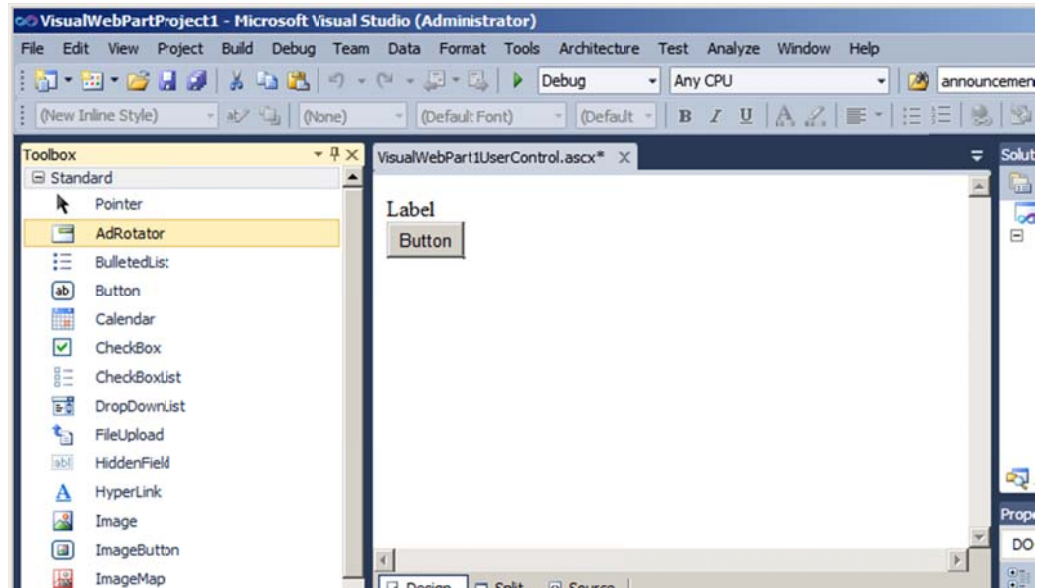 VisualWebPartProject1 - Microsoft Visual Studio (Administrator)
File Edit View Project Build Debug Team Data Format Tools Architecture Test Analyze Window Help
Debug Any CPU announcemen
(New Inline Style) (None) (Default Font) (Default B I U A
Toolbox
VisualWebPart1UserControl.ascx* X
Solut
Standard
Pointer
AdRotator
BulletedList
Button
Calendar
CheckBox
CheckBoxList
DropDownList
FileUpload
HiddenField
HyperLink
Image
ImageButton
ImageMap
Label
Button
Prop
DO
Design Split Source